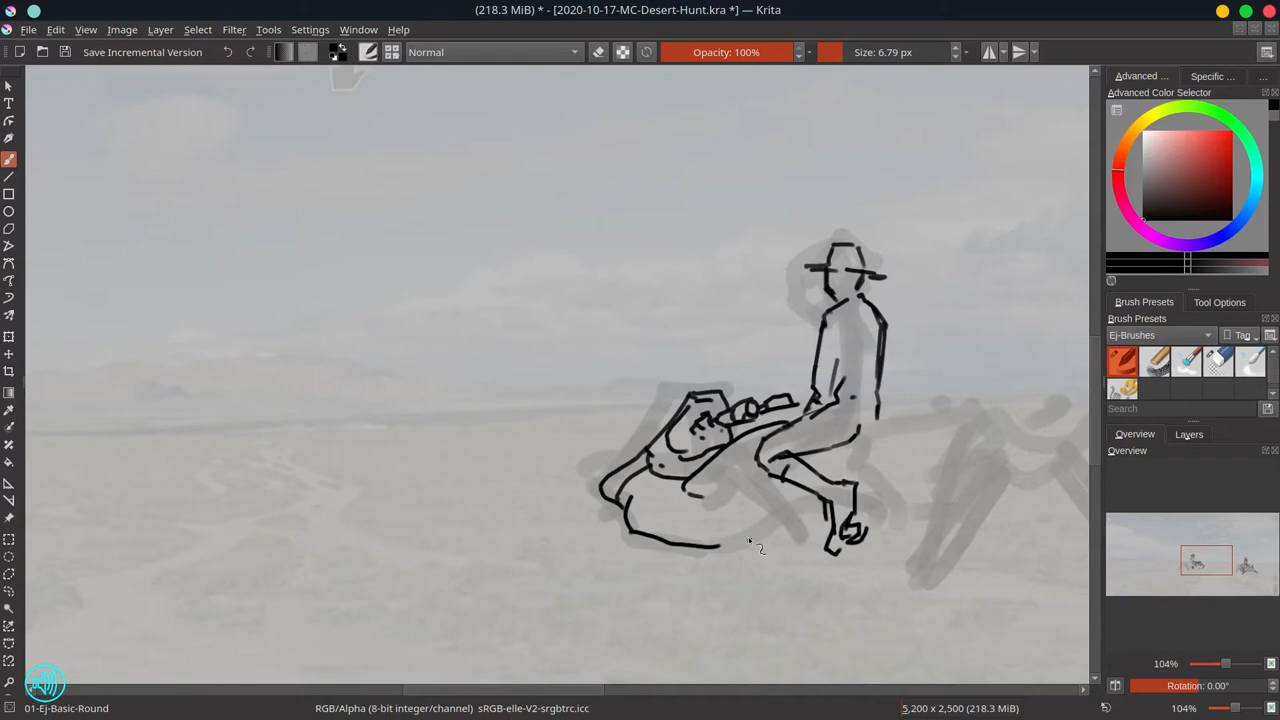 (218.3 MiB) * - [2020-10-17-MC-Desert-Hunt.kra *] — Krita
File Edit View Image Layer Select Filter Tools Settings Window Help
Save Incremental Version Normal Opacity: 100% Size: 6.79 px
Advanced ... Specific ... ...
Advanced Color Selector
Brush Presets Tool Options
Brush Presets
Ej-Brushes Tag
Search
Overview Layers
Overview
104%
Rotation: 0.00°
01-Ej-Basic-Round RGB/Alpha (8-bit integer/channel) sRGB-elle-V2-srgbtrc.icc 5,200 x 2,500 (218.3 MiB) 104%